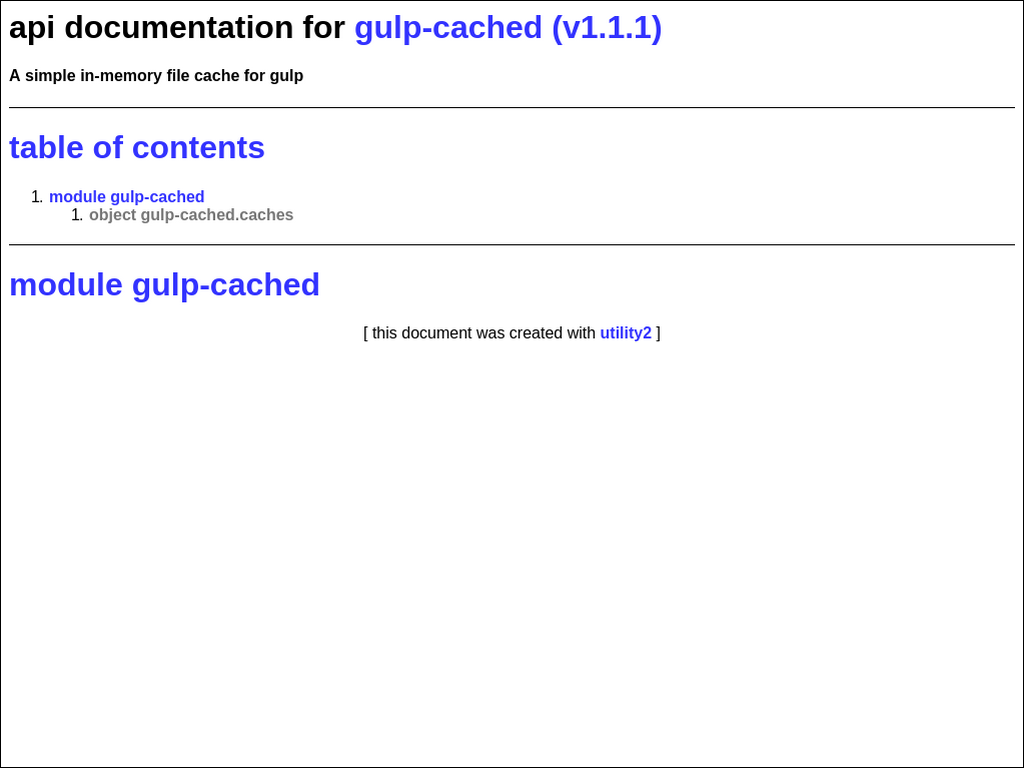 api documentation for gulp-cached (v1.1.1)
A simple in-memory file cache for gulp
table of contents
1. module gulp-cached
1. object gulp-cached.caches
module gulp-cached
[ this document was created with utility2 ]